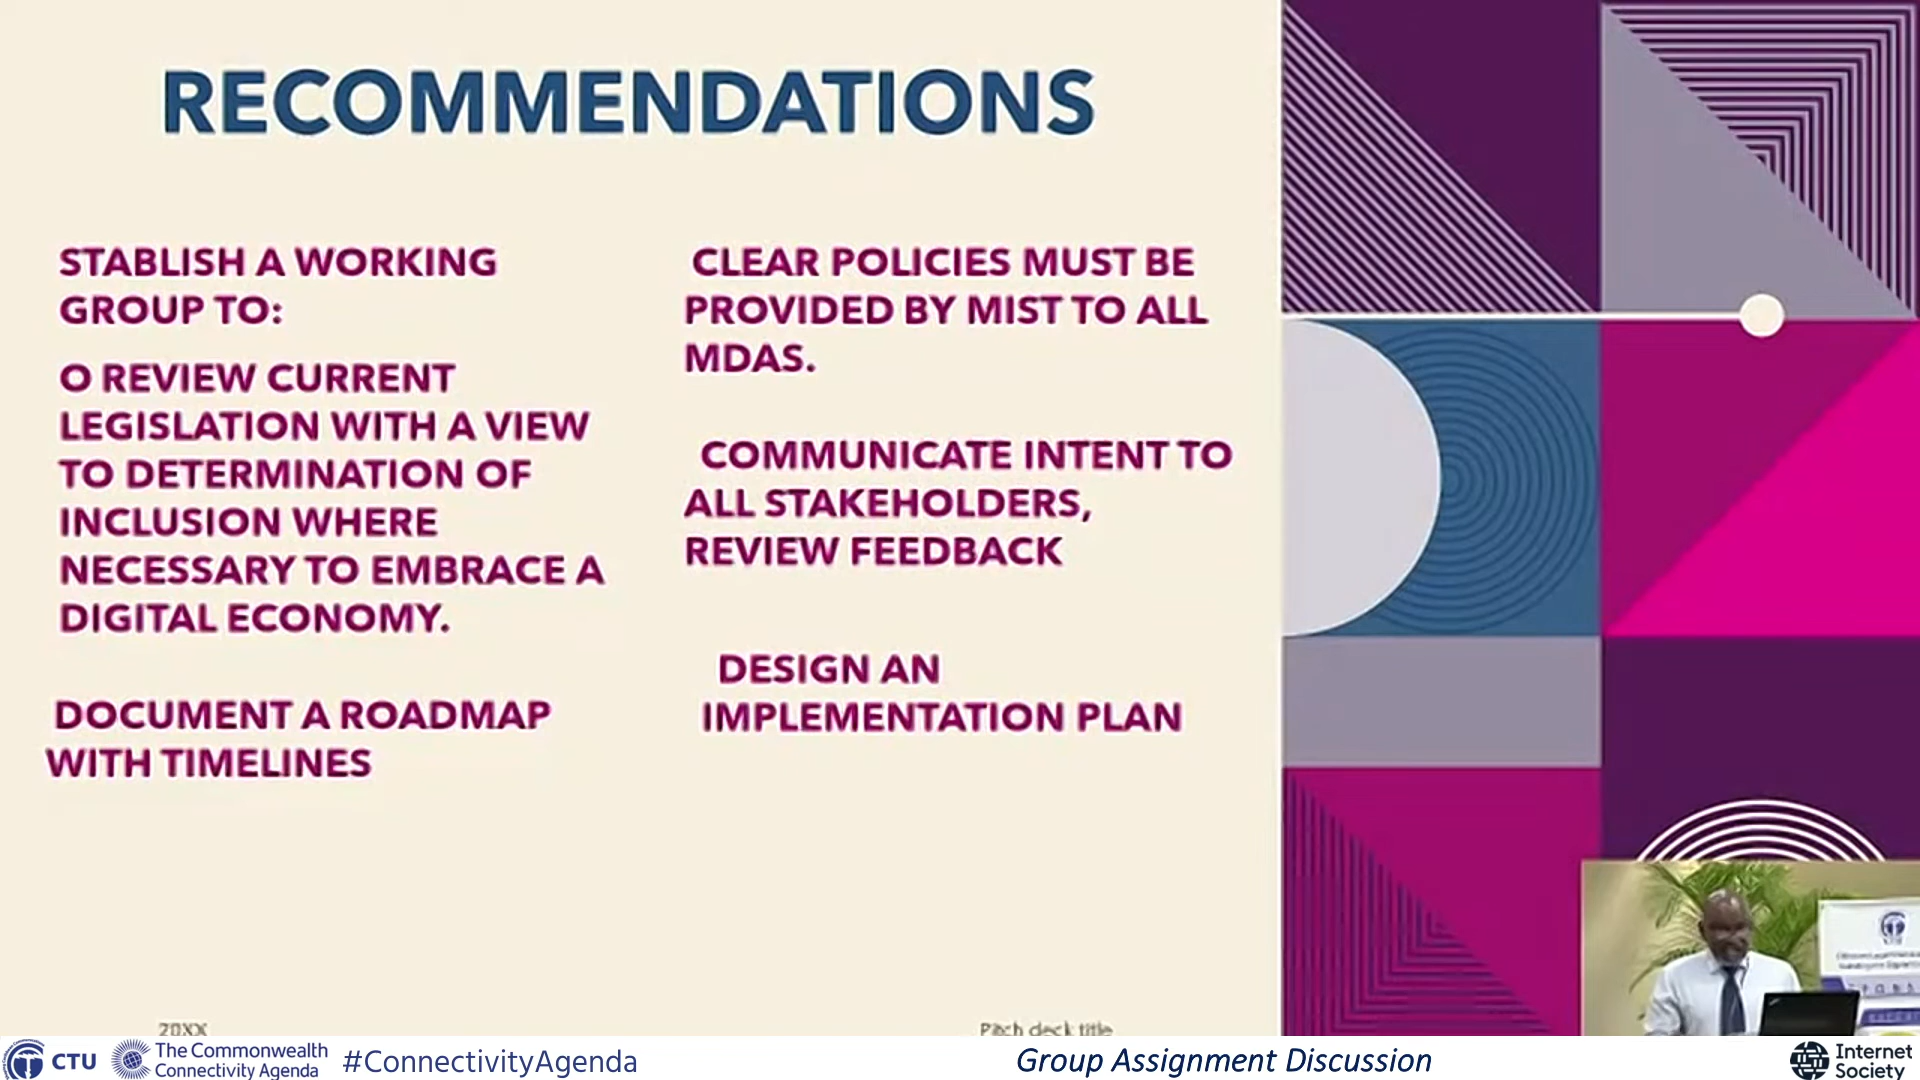 RECOMMENDATIONS
STABLISH A WORKING
GROUP TO:
O REVIEW CURRENT
LEGISLATION WITH A VIEW
TO DETERMINATION OF
INCLUSION WHERE
NECESSARY TO EMBRACE A
DIGITAL ECONOMY.
DOCUMENT A ROADMAP
WITH TIMELINES
CLEAR POLICIES MUST BE
PROVIDED BY MIST TO ALL
MDAS.
COMMUNICATE INTENT TO
ALL STAKEHOLDERS,
REVIEW FEEDBACK
DESIGN AN
IMPLEMENTATION PLAN
20XX
Pitch deck title
CTU
The Commonwealth
Connectivity Agenda
#ConnectivityAgenda
Group Assignment Discussion
Internet
Society